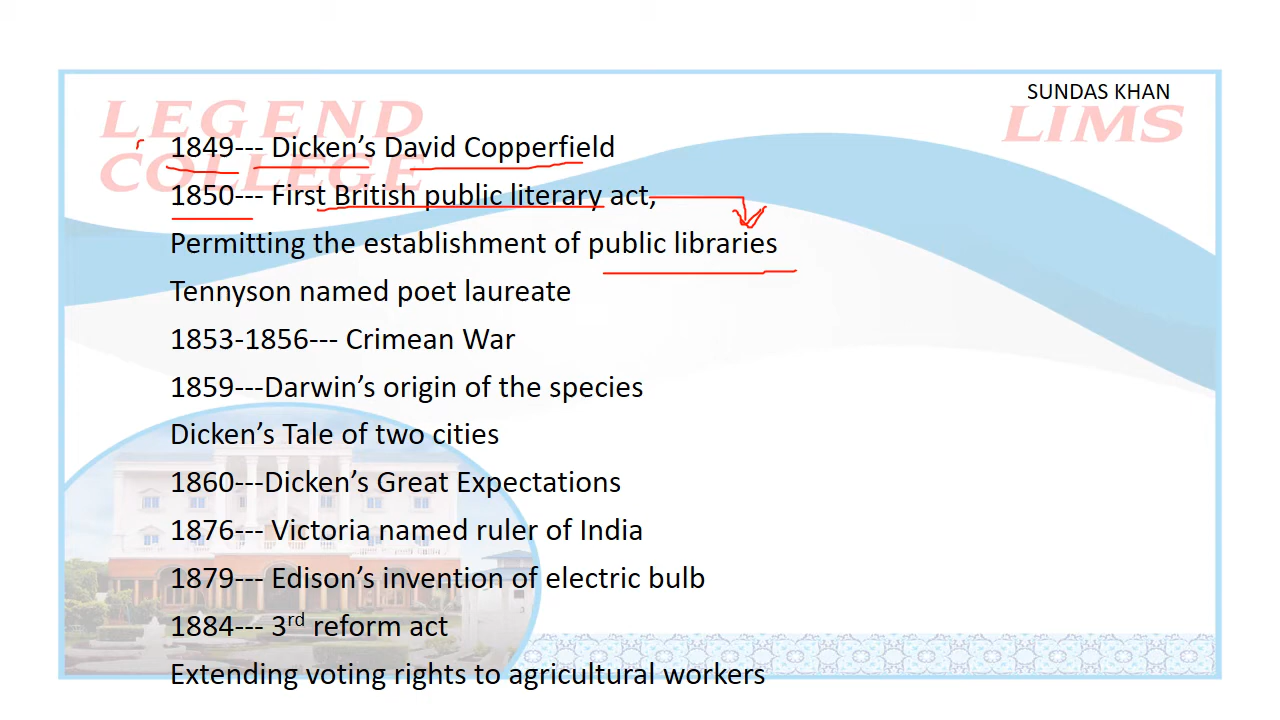 SUNDAS KHAN
LEGEND
COLLEGE
LIMS
1849--- Dicken’s David Copperfield
1850--- First British public literary act,
Permitting the establishment of public libraries
Tennyson named poet laureate
1853-1856--- Crimean War
1859---Darwin’s origin of the species
Dicken’s Tale of two cities
1860---Dicken’s Great Expectations
1876--- Victoria named ruler of India
1879--- Edison’s invention of electric bulb
1884--- 3rd reform act
Extending voting rights to agricultural workers